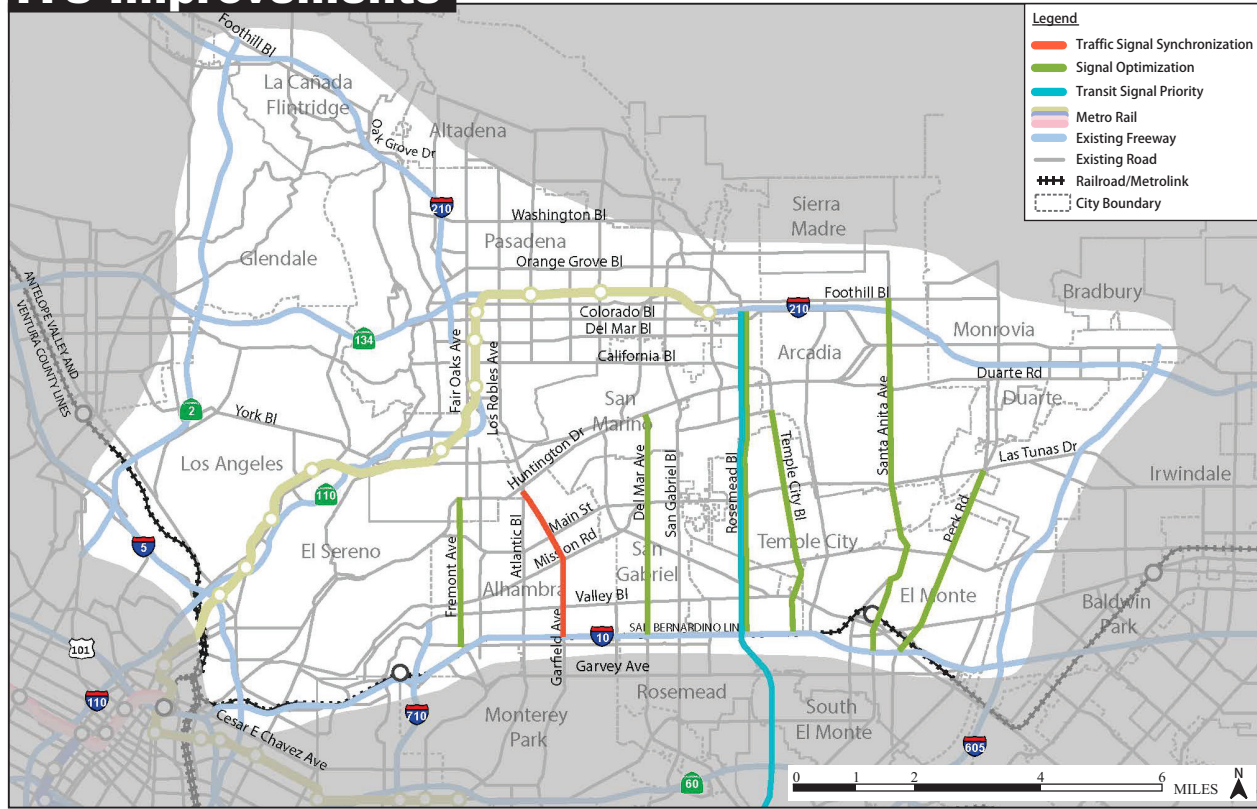 ITS Improvements
Legend
Traffic Signal Synchronization
Signal Optimization
Transit Signal Priority
Metro Rail
Existing Freeway
Existing Road
Railroad/Metrolink
City Boundary
Foothill Bl
La Cañada
Flintridge
Oak Grove Dr
Altadena
210
Washington Bl
Sierra
Madre
Pasadena
Glendale
Orange Grove Bl
Foothill Bl
Bradbury
ANTELOPE VALLEY AND
VENTURA COUNTY LINES
Colorado Bl
210
Del Mar Bl
Monrovia
134
California Bl
Arcadia
Fair Oaks Ave
Los Robles Ave
Duarte Rd
Duarte
San
Marino
Santa Anita Ave
2
York Bl
Huntington Dr
Del Mar Ave
San Gabriel Bl
Rosemead Bl
Temple City Bl
Las Tunas Dr
Los Angeles
Irwindale
110
Peck Rd
Main St
Mission Rd
5
El Sereno
Fremont Ave
Atlantic Bl
San
Gabriel
Temple City
Alhambra
Valley Bl
El Monte
Baldwin
Park
Garfield Ave
10
SAN BERNARDINO LIN
101
Garvey Ave
110
Cesar E Chavez Ave
710
Rosemead
Monterey
Park
South
El Monte
605
60
0 1 2 4 6
MILES
N